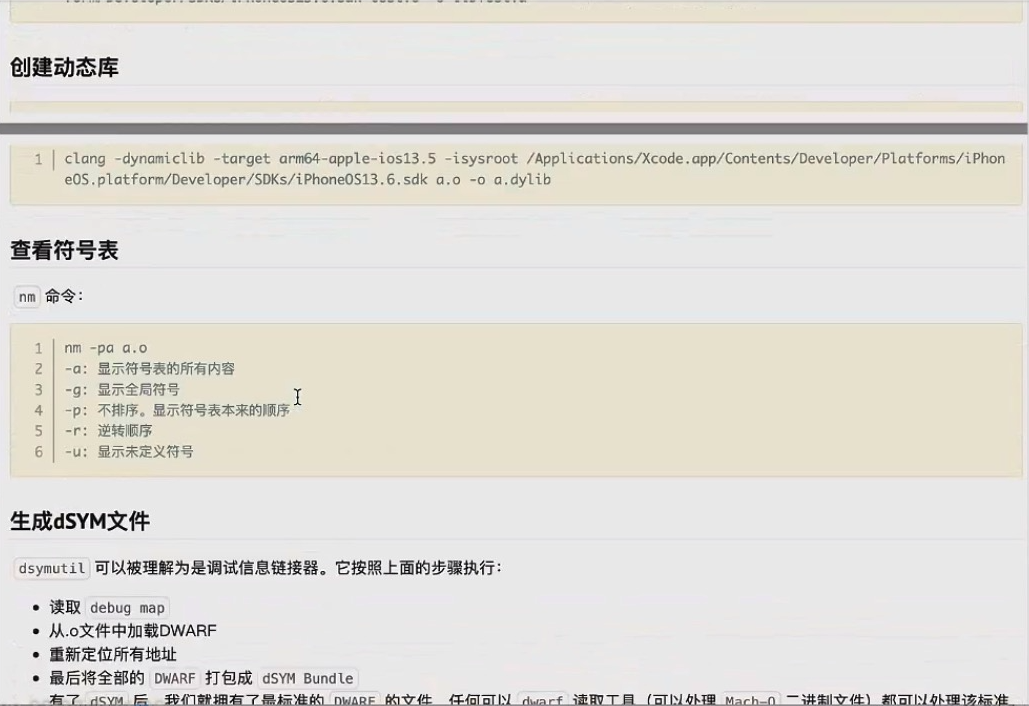 创建动态库
1 clang -dynamiclib -target arm64-apple-ios13.5 -isysroot /Applications/Xcode.app/Contents/Developer/Platforms/iPhon
eOS.platform/Developer/SDKs/iPhoneOS13.6.sdk a.o -o a.dylib
查看符号表
nm 命令：
1 nm -pa a.o
2 -a: 显示符号表的所有内容
3 -g: 显示全局符号
4 -p: 不排序。显示符号表本来的顺序
5 -r: 逆转顺序
6 -u: 显示未定义符号
生成dSYM文件
dsymutil 可以被理解为是调试信息链接器。它按照上面的步骤执行：
• 读取 debug map
• 从.o文件中加载DWARF
• 重新定位所有地址
• 最后将全部的 DWARF 打包成 dSYM Bundle
有了 dSYM 后，我们就拥有了最标准的 DWARF 的文件，任何可以 dwarf 读取工具（可以处理 Mach-O 二进制文件）都可以处理该标准